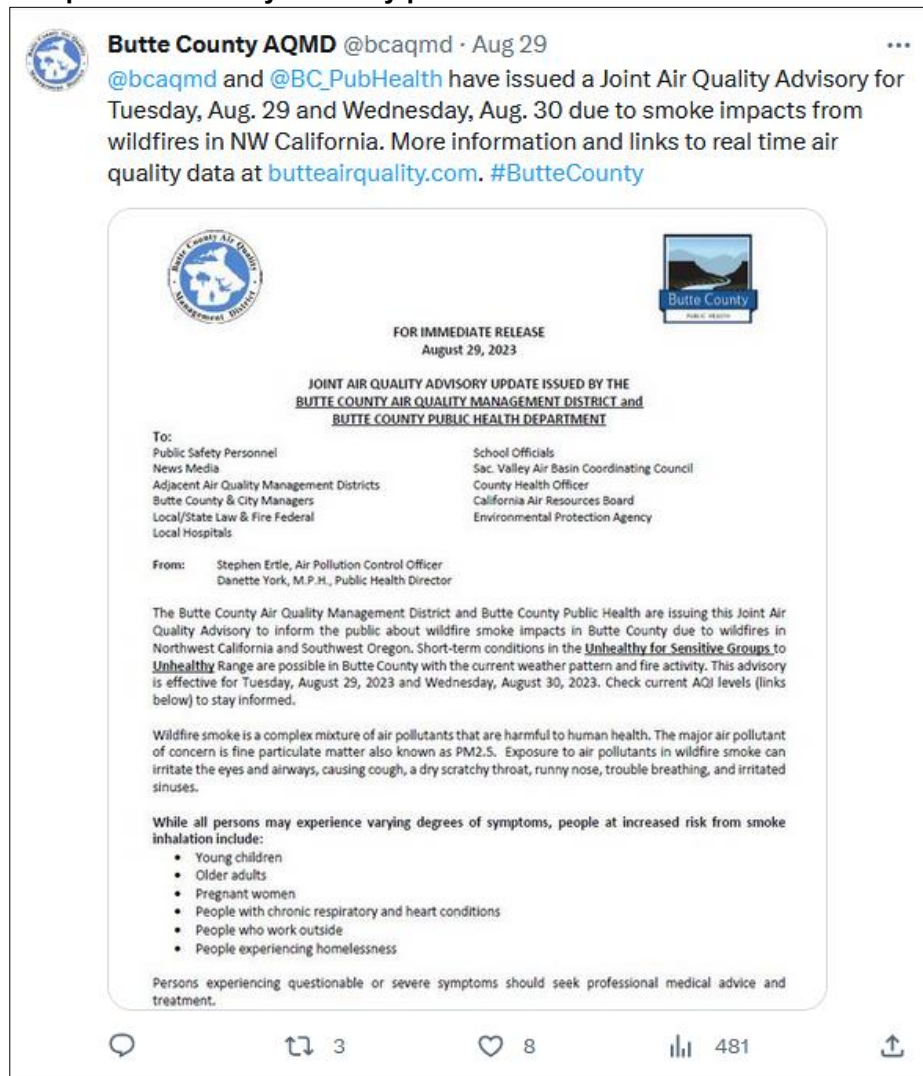 Butte County AQMD @bcaqmd · Aug 29
@bcaqmd and @BC_PubHealth have issued a Joint Air Quality Advisory for
Tuesday, Aug. 29 and Wednesday, Aug. 30 due to smoke impacts from
wildfires in NW California. More information and links to real time air
quality data at butteairquality.com. #ButteCounty
Butte County Air Quality
Management District
Butte County
PUBLIC HEALTH
FOR IMMEDIATE RELEASE
August 29, 2023
JOINT AIR QUALITY ADVISORY UPDATE ISSUED BY THE
BUTTE COUNTY AIR QUALITY MANAGEMENT DISTRICT and
BUTTE COUNTY PUBLIC HEALTH DEPARTMENT
To:
Public Safety Personnel
News Media
Adjacent Air Quality Management Districts
Butte County & City Managers
Local/State Law & Fire Federal
Local Hospitals
School Officials
Sac. Valley Air Basin Coordinating Council
County Health Officer
California Air Resources Board
Environmental Protection Agency
From: Stephen Ertle, Air Pollution Control Officer
Danette York, M.P.H., Public Health Director
The Butte County Air Quality Management District and Butte County Public Health are issuing this Joint Air
Quality Advisory to inform the public about wildfire smoke impacts in Butte County due to wildfires in
Northwest California and Southwest Oregon. Short-term conditions in the Unhealthy for Sensitive Groups to
Unhealthy Range are possible in Butte County with the current weather pattern and fire activity. This advisory
is effective for Tuesday, August 29, 2023 and Wednesday, August 30, 2023. Check current AQI levels (links
below) to stay informed.
Wildfire smoke is a complex mixture of air pollutants that are harmful to human health. The major air pollutant
of concern is fine particulate matter also known as PM2.5. Exposure to air pollutants in wildfire smoke can
irritate the eyes and airways, causing cough, a dry scratchy throat, runny nose, trouble breathing, and irritated
sinuses.
While all persons may experience varying degrees of symptoms, people at increased risk from smoke
inhalation include:
• Young children
• Older adults
• Pregnant women
• People with chronic respiratory and heart conditions
• People who work outside
• People experiencing homelessness
Persons experiencing questionable or severe symptoms should seek professional medical advice and
treatment.
3 8 481